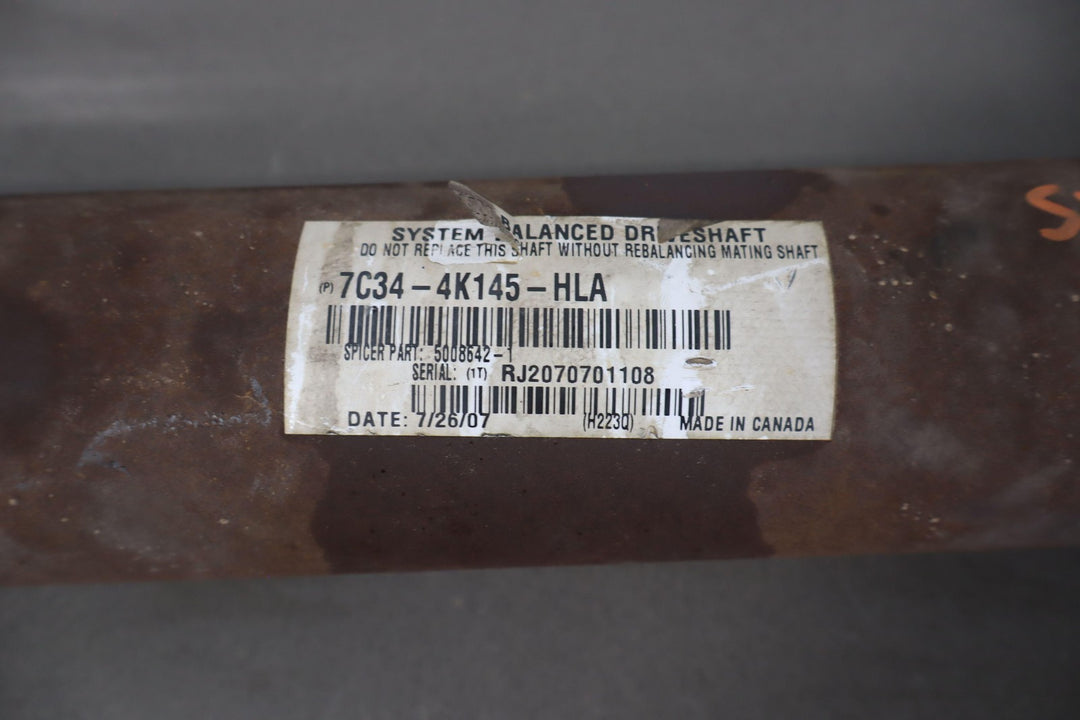 SYSTEM BALANCED DRIVESHAFT
DO NOT REPLACE THIS SHAFT WITHOUT REBALANCING MATING SHAFT
(P) 7C34-4K145-HLA
SPICER PART: 5008642-1
SERIAL: (1T) RJ2070701108
DATE: 7/26/07 (H223Q) MADE IN CANADA